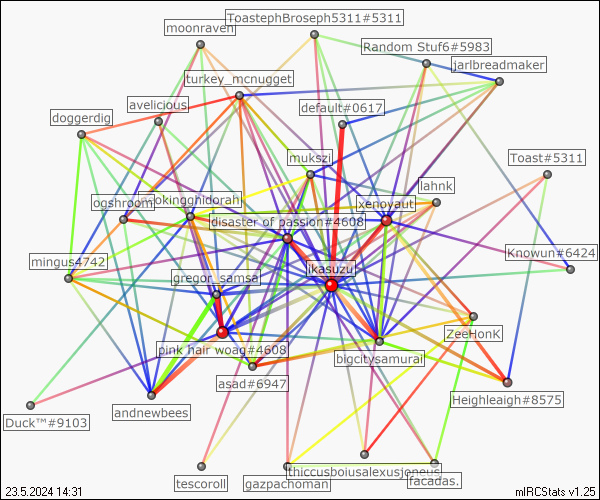 ToastephBroseph5311#5311
moonraven
Random Stuf6#5983
jarlbreadmaker
turkey_mcnugget
avelicious
default#0617
doggerdig
mukszi
Toast#5311
lahnk
ogshroom
xenoyaut
disaster of passion#4608
Knowun#6424
mingus4742
ikasuzu
gregor_samsa
ZeeHonK
pink hair woag#4608
bigcitysamurai
asad#6947
Heighleaigh#8575
andnewbees
Duck™#9103
thiccusboiusalexusjoneus
facadas.
tescoroll
gazpachoman
23.5.2024 14:31
mIRCStats v1.25